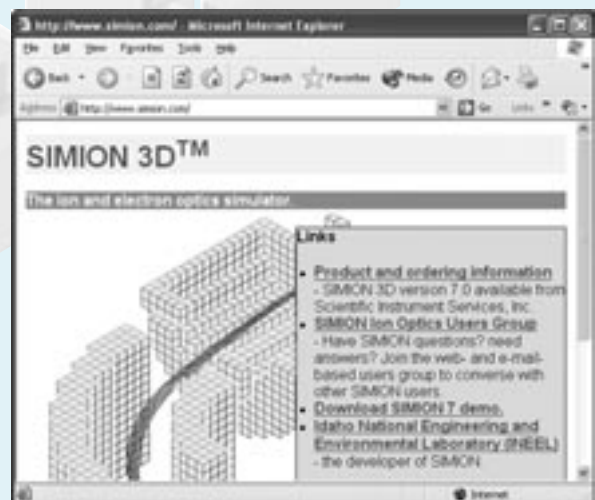 http://www.simion.com/ - Microsoft Internet Explorer
File Edit View Favorites Tools Help
Back Search Favorites Media
Address http://www.simion.com/ Go Links
SIMION 3D™
The ion and electron optics simulator.
Links
• Product and ordering information
- SIMION 3D version 7.0 available from
Scientific Instrument Services, Inc.
• SIMION Ion Optics Users Group
- Have SIMION questions? need
answers? Join the web- and e-mail-
based users group to converse with
other SIMION users.
• Download SIMION 7 demo.
• Idaho National Engineering and
Environmental Laboratory (INEEL)
- the developer of SIMION
Internet